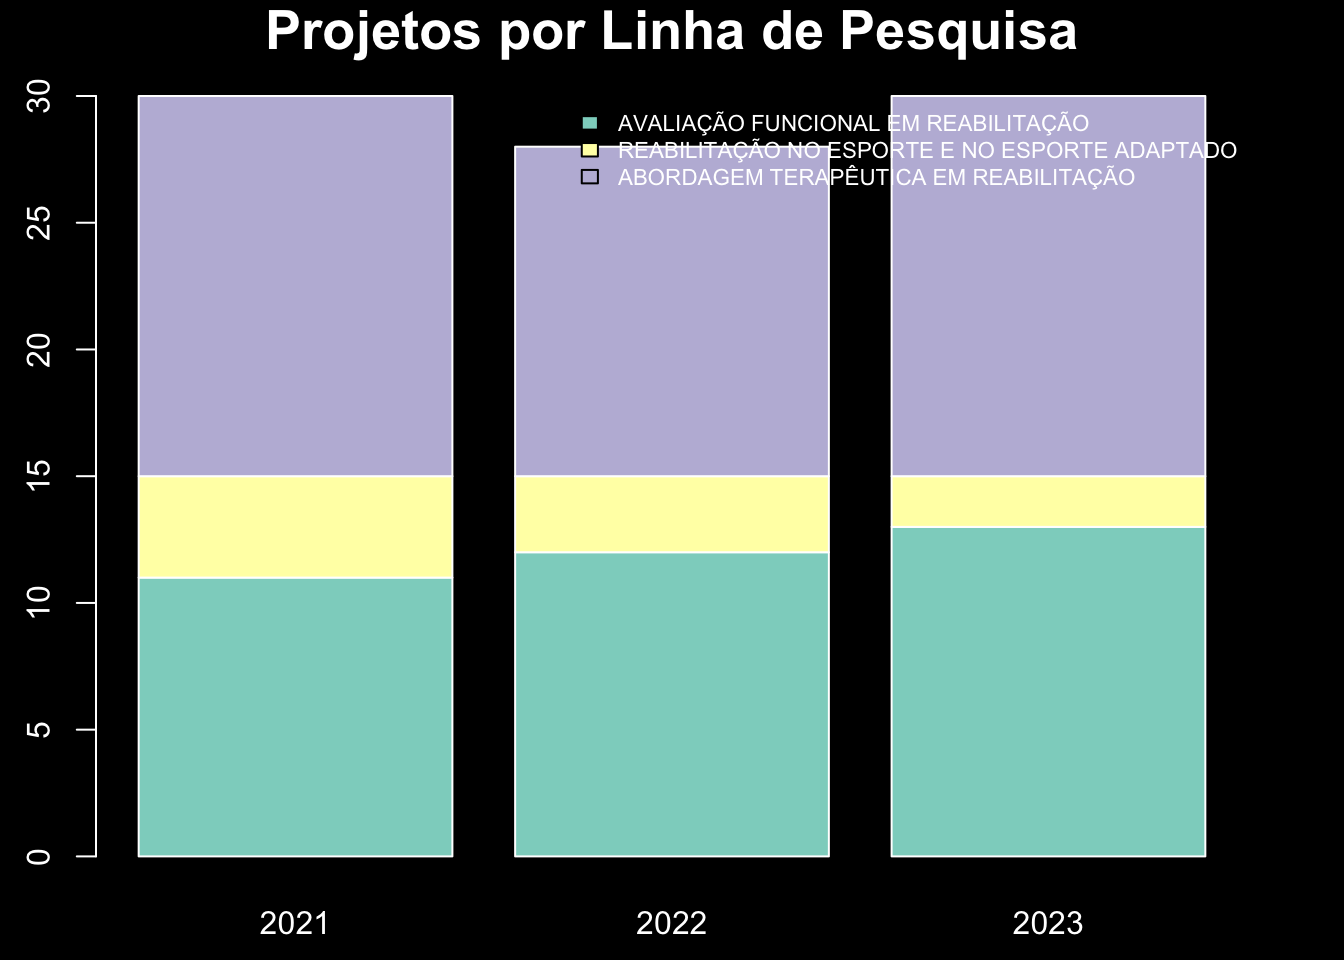 Projetos por Linha de Pesquisa
30
25
20
15
10
5
0
AVALIAÇÃO FUNCIONAL EM REABILITAÇÃO
REABILITAÇÃO NO ESPORTE E NO ESPORTE ADAPTADO
ABORDAGEM TERAPÊUTICA EM REABILITAÇÃO
2021
2022
2023